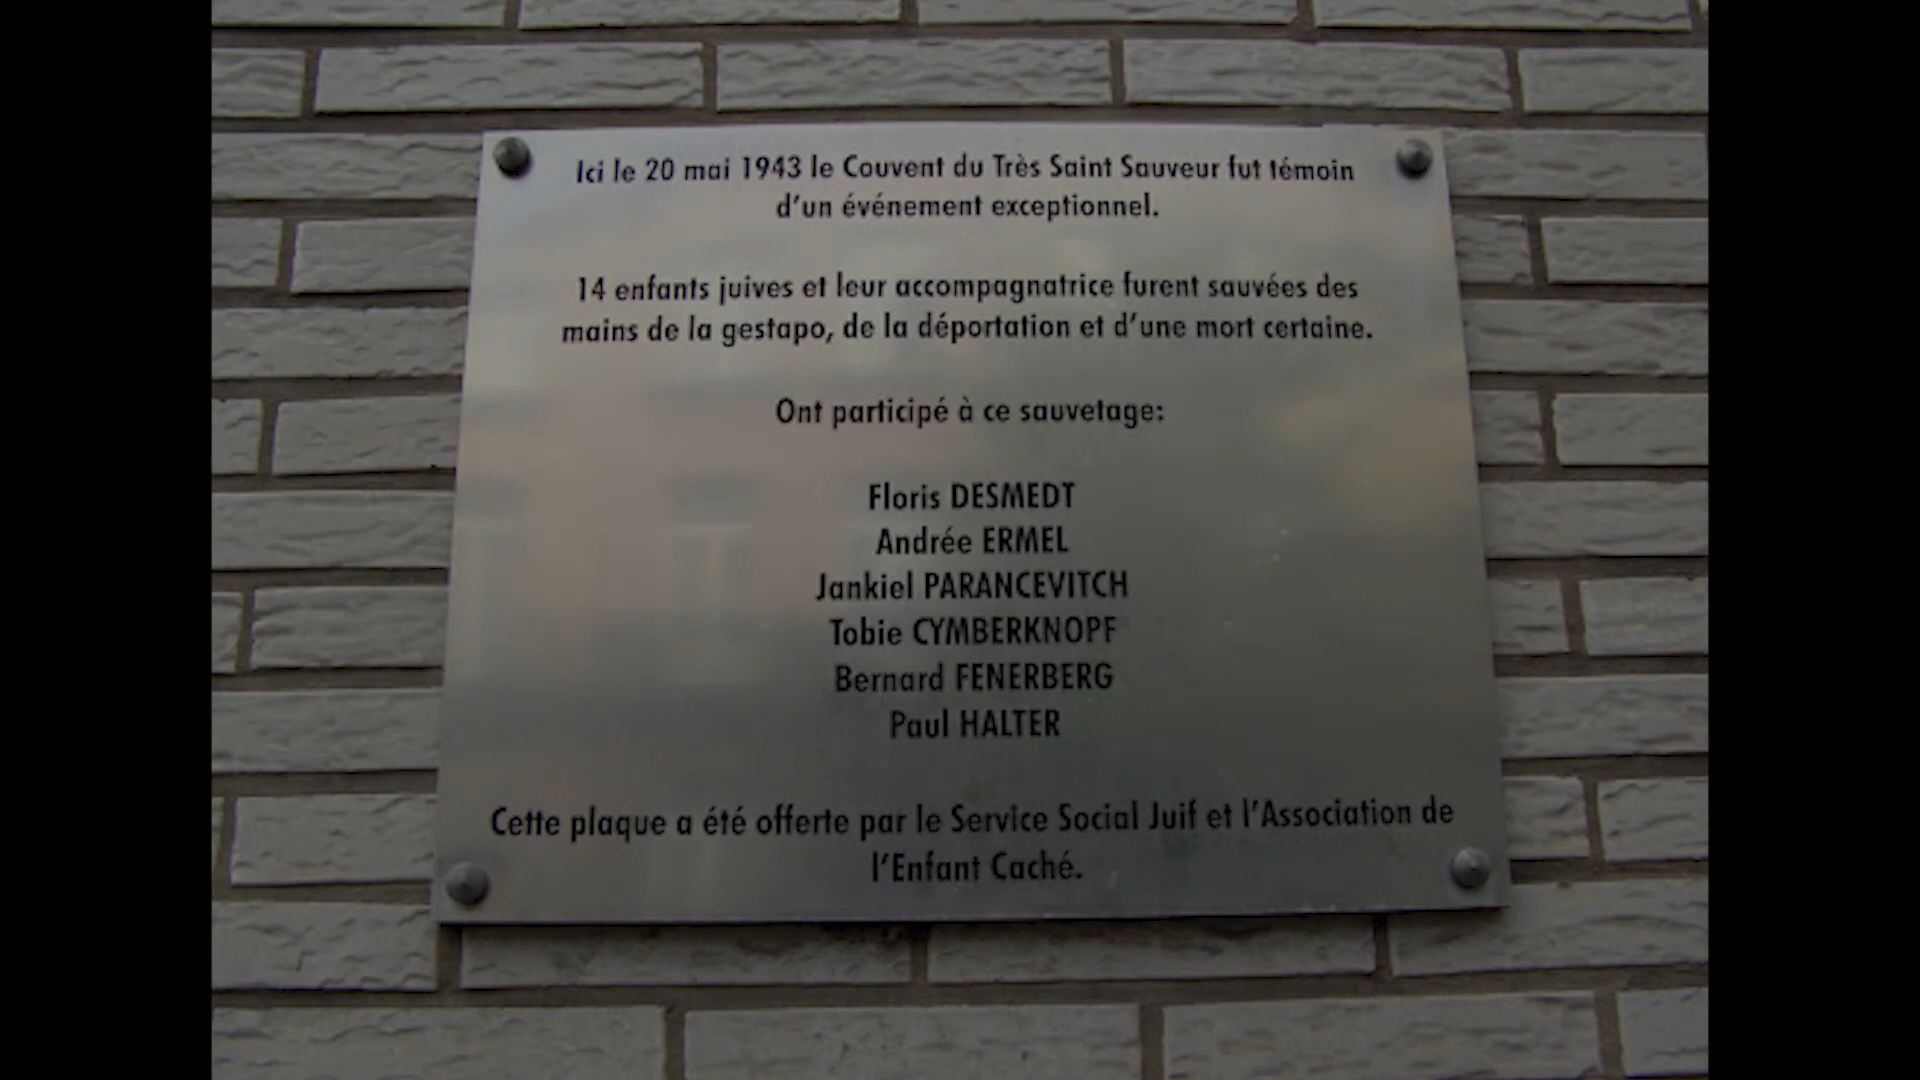 Ici le 20 mai 1943 le Couvent du Très Saint Sauveur fut témoin
d'un événement exceptionnel.
14 enfants juives et leur accompagnatrice furent sauvées des
mains de la gestapo, de la déportation et d'une mort certaine.
Ont participé à ce sauvetage:
Floris DESMEDT
Andrée ERMEL
Jankiel PARANCEVITCH
Tobie CYMBERKNOPF
Bernard FENERBERG
Paul HALTER
Cette plaque a été offerte par le Service Social Juif et l'Association de
l'Enfant Caché.